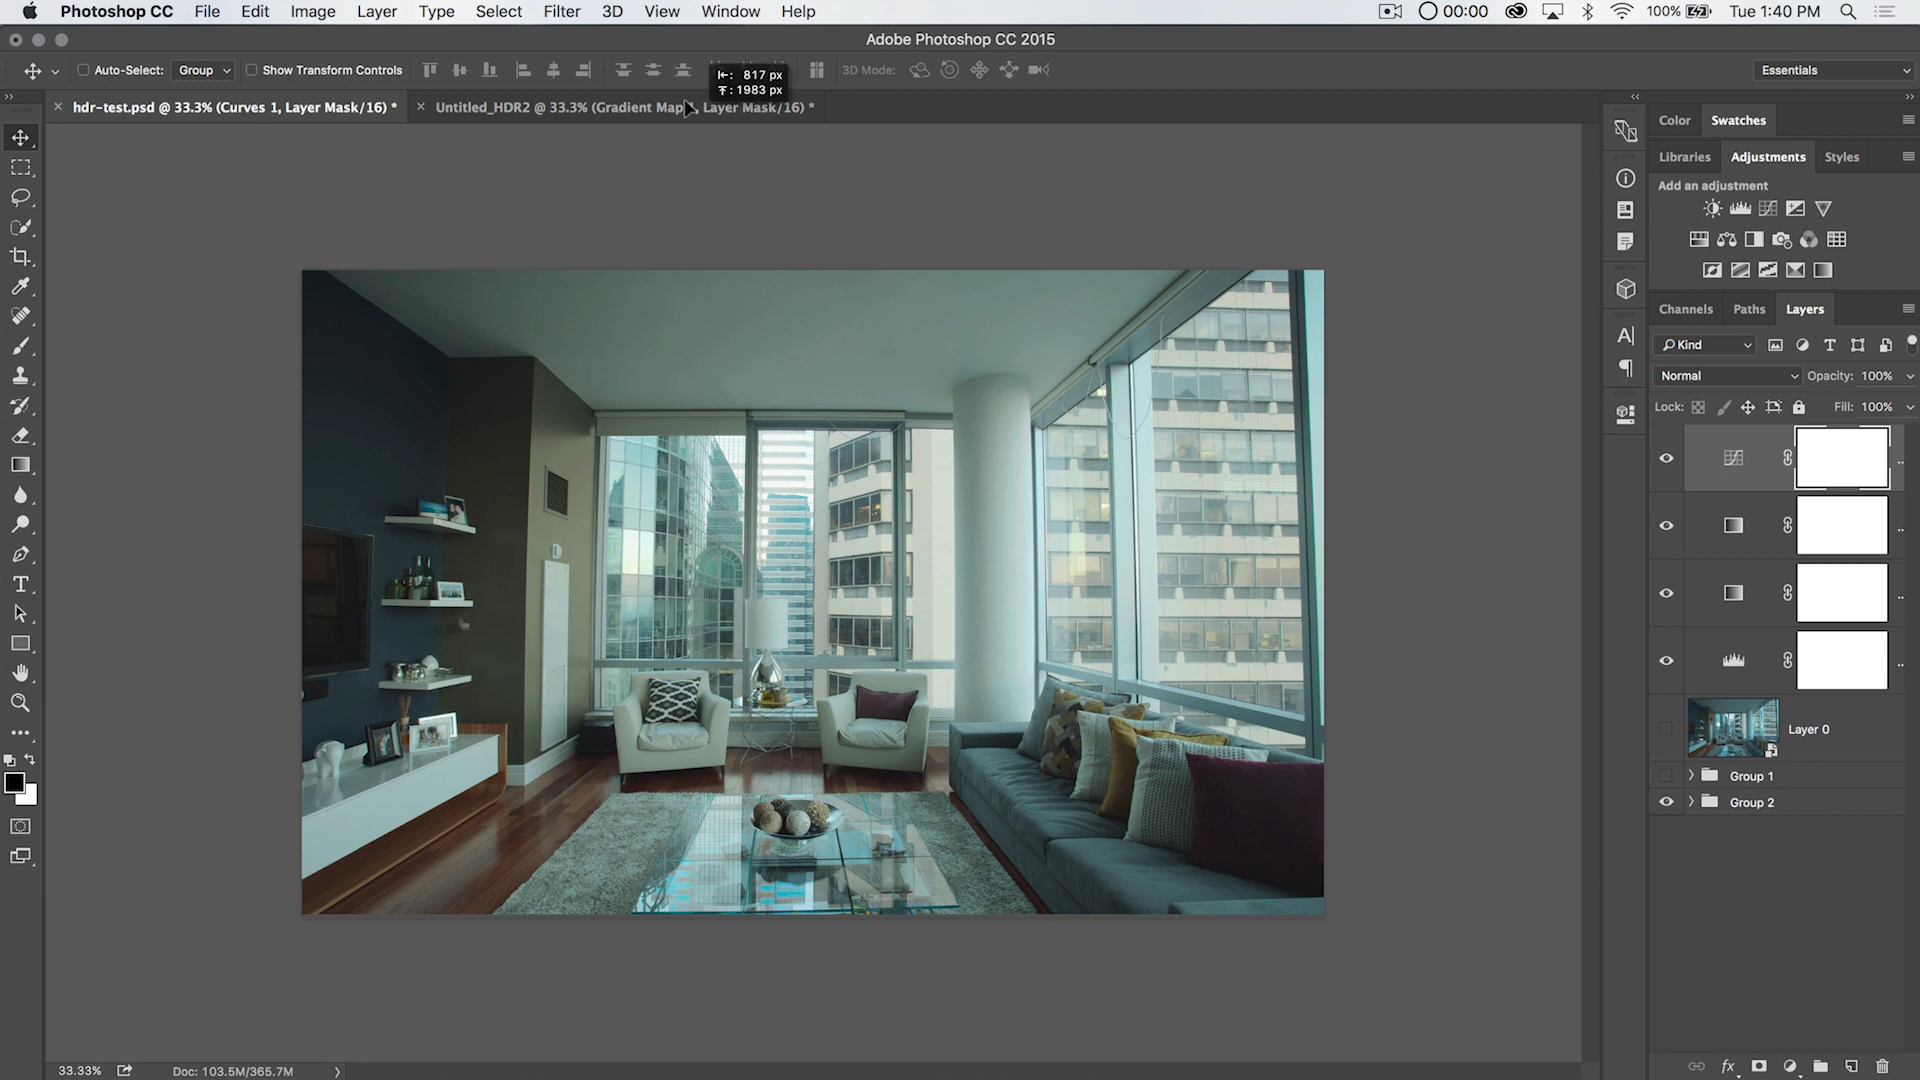 Photoshop CC File Edit Image Layer Type Select Filter 3D View Window Help 00:00 100% Tue 1:40 PM
Adobe Photoshop CC 2015
Auto-Select: Group Show Transform Controls 3D Mode: Essentials
817 px
1983 px
hdr-test.psd @ 33.3% (Curves 1, Layer Mask/16) * Untitled_HDR2 @ 33.3% (Gradient Map, Layer Mask/16) *
Color Swatches
Libraries Adjustments Styles
Add an adjustment
Channels Paths Layers
Kind
Normal Opacity: 100%
Lock: Fill: 100%
Layer 0
Group 1
Group 2
33.33% Doc: 103.5M/365.7M